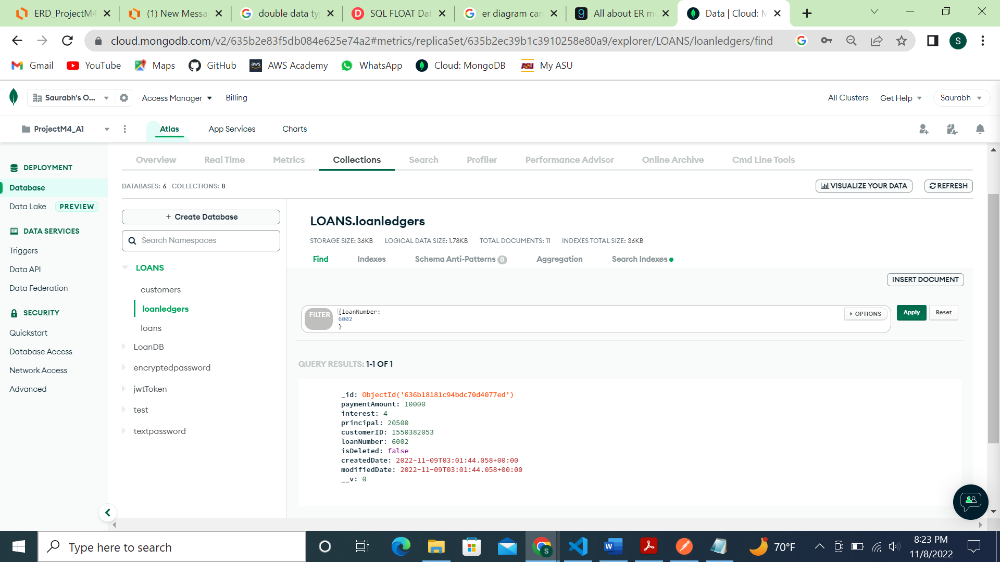 ERD_ProjectM4
(1) New Messa
double data ty
SQL FLOAT Dat
er diagram car
All about ER m
Data | Cloud: M
cloud.mongodb.com/v2/635b2e83f5db084e625e74a2#metrics/replicaSet/635b2ec39b1c3910258e80a9/explorer/LOANS/loanledgers/find
S
Gmail
YouTube
Maps
GitHub
aws
AWS Academy
WhatsApp
Cloud: MongoDB
ASU
My ASU
Saurabh's O...
Access Manager
Billing
All Clusters
Get Help
Saurabh
ProjectM4_A1
Atlas
App Services
Charts
DEPLOYMENT
Database
Data Lake PREVIEW
DATA SERVICES
Triggers
Data API
Data Federation
SECURITY
Quickstart
Database Access
Network Access
Advanced
Overview
Real Time
Metrics
Collections
Search
Profiler
Performance Advisor
Online Archive
Cmd Line Tools
DATABASES: 6 COLLECTIONS: 8
VISUALIZE YOUR DATA
REFRESH
+ Create Database
Search Namespaces
LOANS
customers
loanledgers
loans
LoanDB
encryptedpassword
jwtToken
test
textpassword
LOANS.loanledgers
STORAGE SIZE: 36KB LOGICAL DATA SIZE: 1.78KB TOTAL DOCUMENTS: 11 INDEXES TOTAL SIZE: 36KB
Find
Indexes
Schema Anti-Patterns 0
Aggregation
Search Indexes
INSERT DOCUMENT
FILTER
{loanNumber:
6002
}
OPTIONS
Apply
Reset
QUERY RESULTS: 1-1 OF 1
_id: ObjectId('636b18181c94bdc70d4077ed')
paymentAmount: 10000
interest: 4
principal: 20500
customerID: 1550382053
loanNumber: 6002
isDeleted: false
createdDate: 2022-11-09T03:01:44.058+00:00
modifiedDate: 2022-11-09T03:01:44.058+00:00
__v: 0
Type here to search
S
W
70°F
8:23 PM
11/8/2022